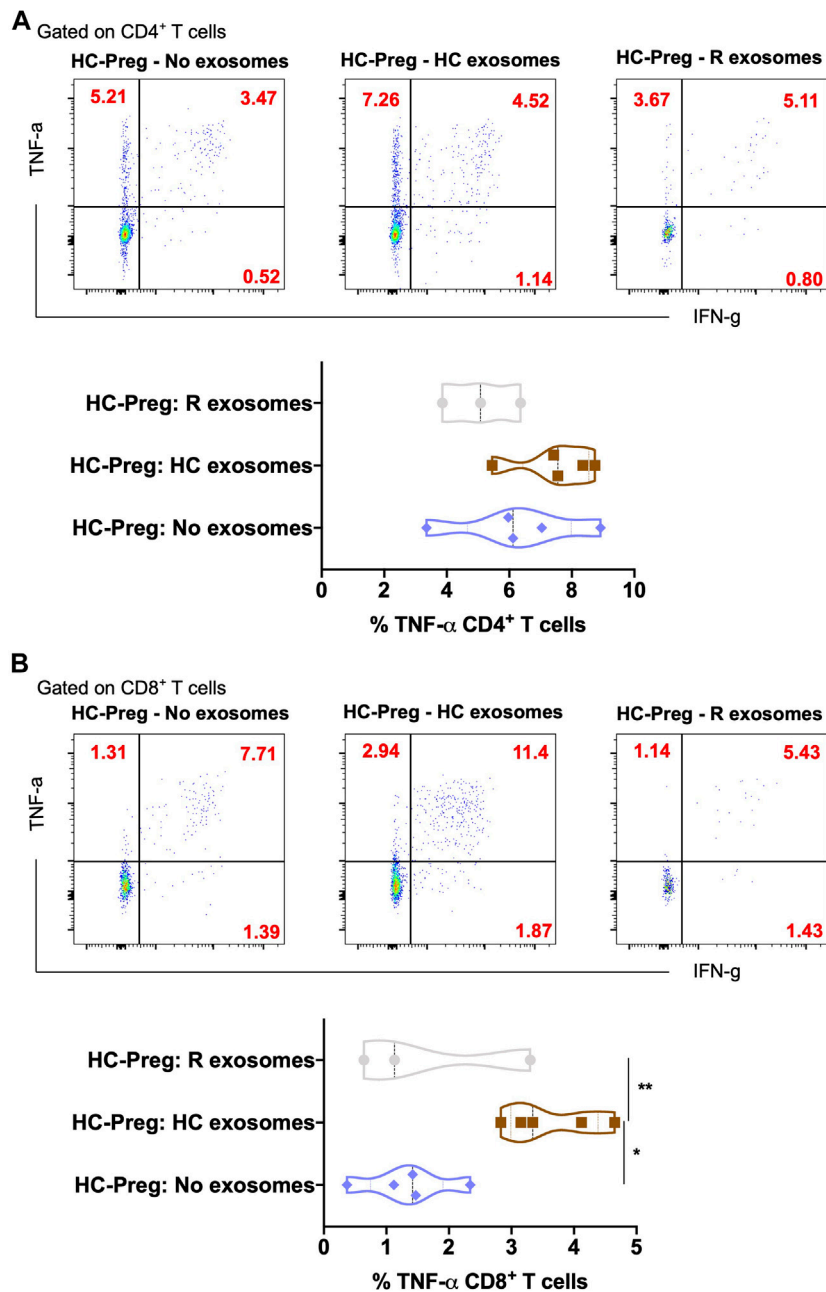 A
Gated on CD4+ T cells
HC-Preg - No exosomes HC-Preg - HC exosomes HC-Preg - R exosomes
5.21 3.47 7.26 4.52 3.67 5.11
TNF-a
0.52 1.14 0.80
IFN-g
HC-Preg: R exosomes
HC-Preg: HC exosomes
HC-Preg: No exosomes
0 2 4 6 8 10
% TNF-α CD4+ T cells
B
Gated on CD8+ T cells
HC-Preg - No exosomes HC-Preg - HC exosomes HC-Preg - R exosomes
1.31 7.71 2.94 11.4 1.14 5.43
TNF-a
1.39 1.87 1.43
IFN-g
HC-Preg: R exosomes
**
HC-Preg: HC exosomes
*
HC-Preg: No exosomes
0 1 2 3 4 5
% TNF-α CD8+ T cells